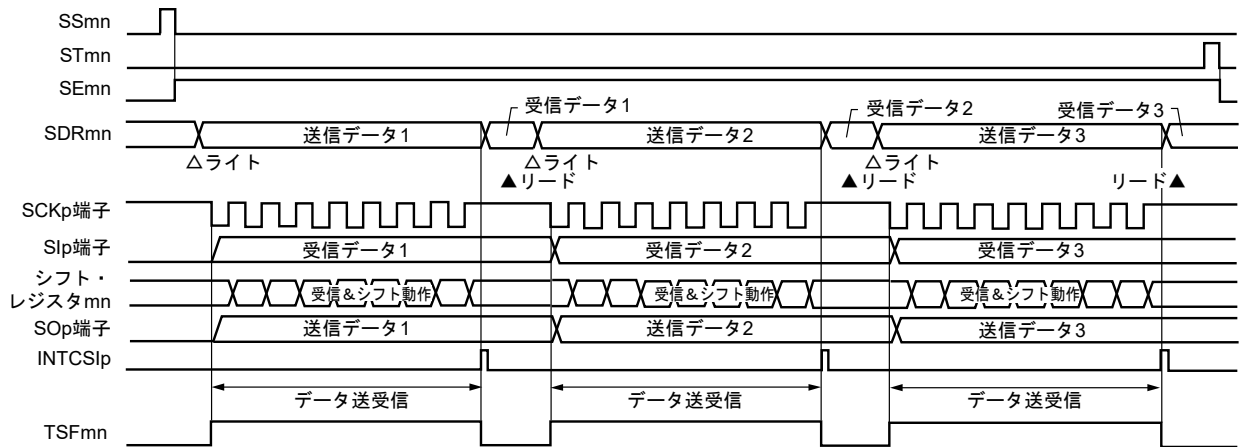 SSmn
STmn
SEmn
受信データ1
受信データ2
受信データ3
SDRmn
送信データ1
送信データ2
送信データ3
△ライト
△ライト
△ライト
▲リード
▲リード
リード▲
SCKp端子
SIp端子
受信データ1
受信データ2
受信データ3
シフト・
レジスタmn
受信&シフト動作
受信&シフト動作
受信&シフト動作
SOp端子
送信データ1
送信データ2
送信データ3
INTCSIp
データ送受信
データ送受信
データ送受信
TSFmn